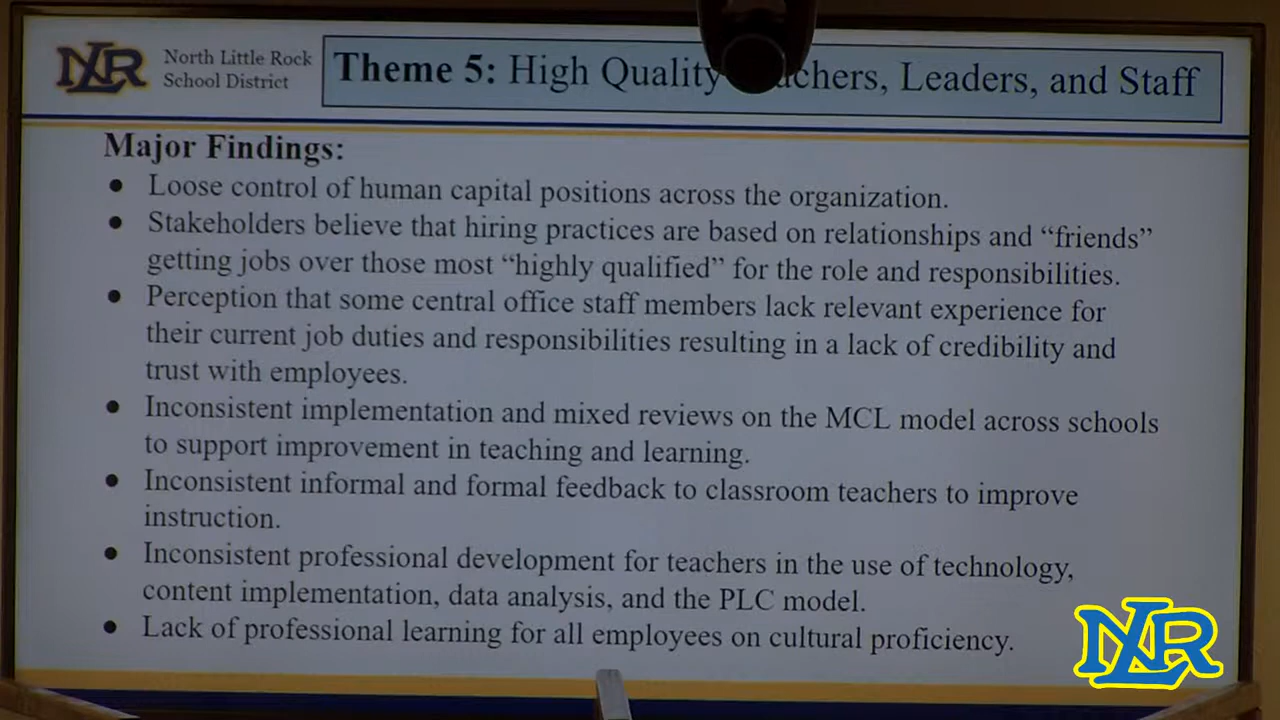 NLR
North Little Rock
School District
Theme 5: High Quality chers, Leaders, and Staff
Major Findings:
● Loose control of human capital positions across the organization.
● Stakeholders believe that hiring practices are based on relationships and “friends”
getting jobs over those most “highly qualified” for the role and responsibilities.
● Perception that some central office staff members lack relevant experience for
their current job duties and responsibilities resulting in a lack of credibility and
trust with employees.
● Inconsistent implementation and mixed reviews on the MCL model across schools
to support improvement in teaching and learning.
● Inconsistent informal and formal feedback to classroom teachers to improve
instruction.
● Inconsistent professional development for teachers in the use of technology,
content implementation, data analysis, and the PLC model.
● Lack of professional learning for all employees on cultural proficiency.
NLR